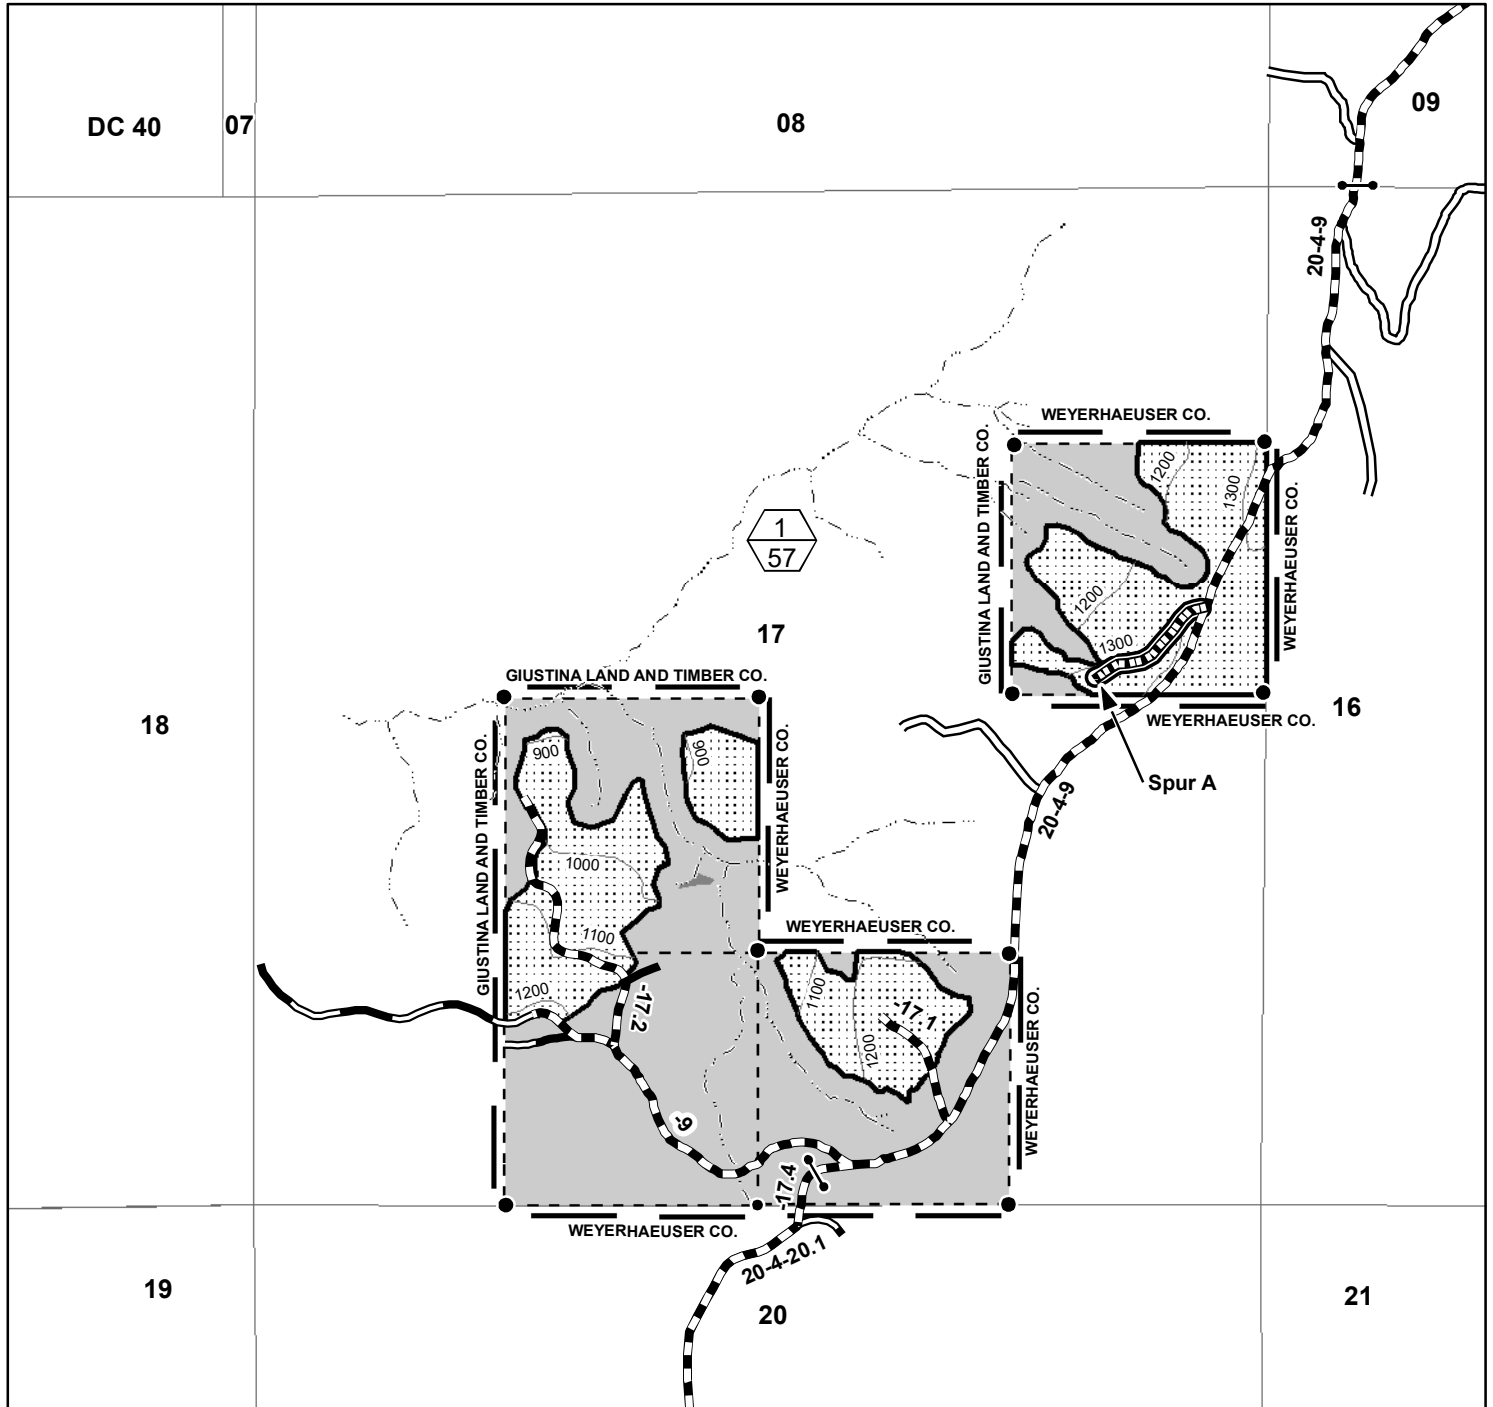 DC 40
07
08
09
20-4-9
WEYERHAEUSER CO.
GIUSTINA LAND AND TIMBER CO.
1200
1300
WEYERHAEUSER CO.
1
57
1200
1300
17
GIUSTINA LAND AND TIMBER CO.
18
16
WEYERHAEUSER CO.
Spur A
900
900
GIUSTINA LAND AND TIMBER CO.
WEYERHAEUSER CO.
20-4-9
1000
1100
WEYERHAEUSER CO.
1200
-17.2
1100
-17.1
1200
WEYERHAEUSER CO.
-9
-17.4
WEYERHAEUSER CO.
20-4-20.1
19
20
21